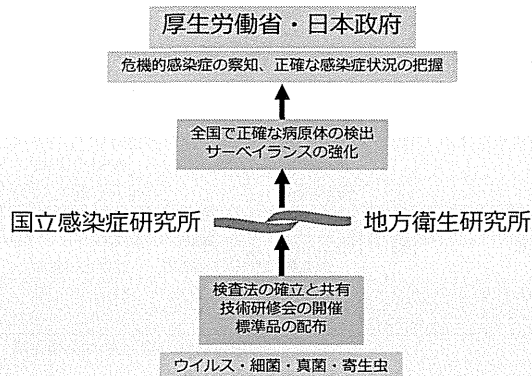 厚生労働省・日本政府
危機的感染症の察知、正確な感染症状況の把握
全国で正確な病原体の検出
サーベイランスの強化
国立感染症研究所
地方衛生研究所
検査法の確立と共有
技術研修会の開催
標準品の配布
ウイルス・細菌・真菌・寄生虫